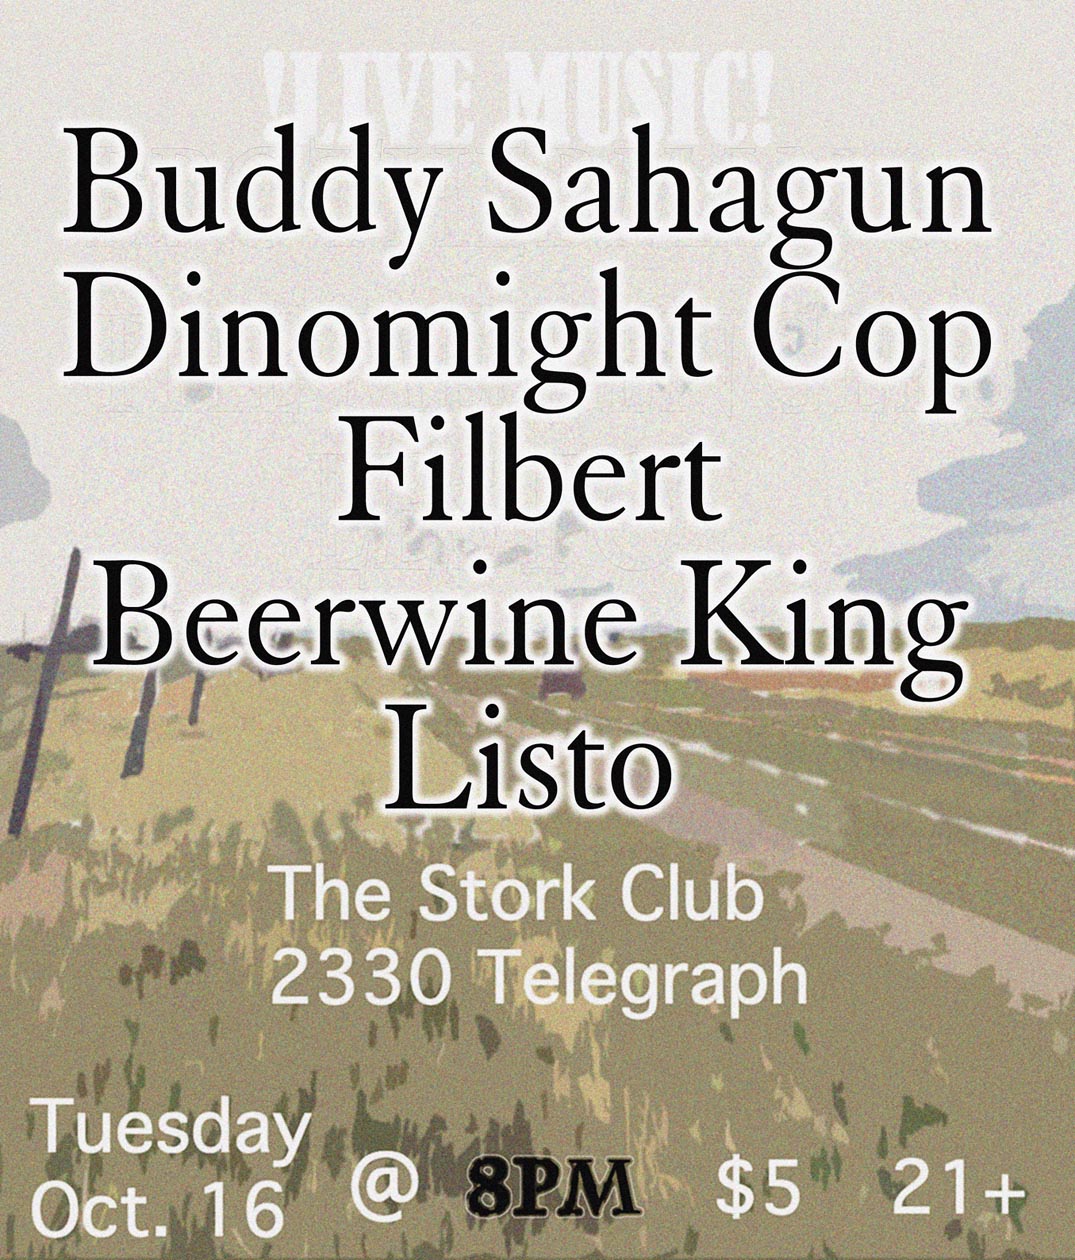 !LIVE MUSIC!
Buddy Sahagun
Dinomight Cop
Filbert
Beerwine King
Listo
The Stork Club
2330 Telegraph
Tuesday
Oct. 16 @ 8PM $5 21+